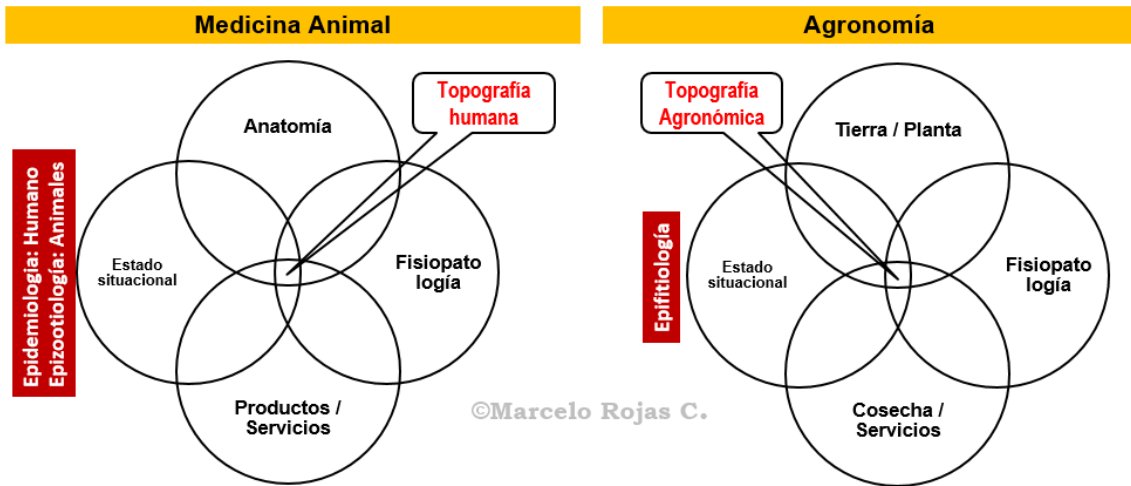 Medicina Animal
Topografía
humana
Anatomía
Epidemiologia: Humano
Epizootiología: Animales
Estado
situacional
Fisiopato
logía
Productos /
Servicios
Agronomía
Topografía
Agronómica
Tierra / Planta
Epifitiología
Estado
situacional
Fisiopato
logía
Cosecha /
Servicios
©Marcelo Rojas C.